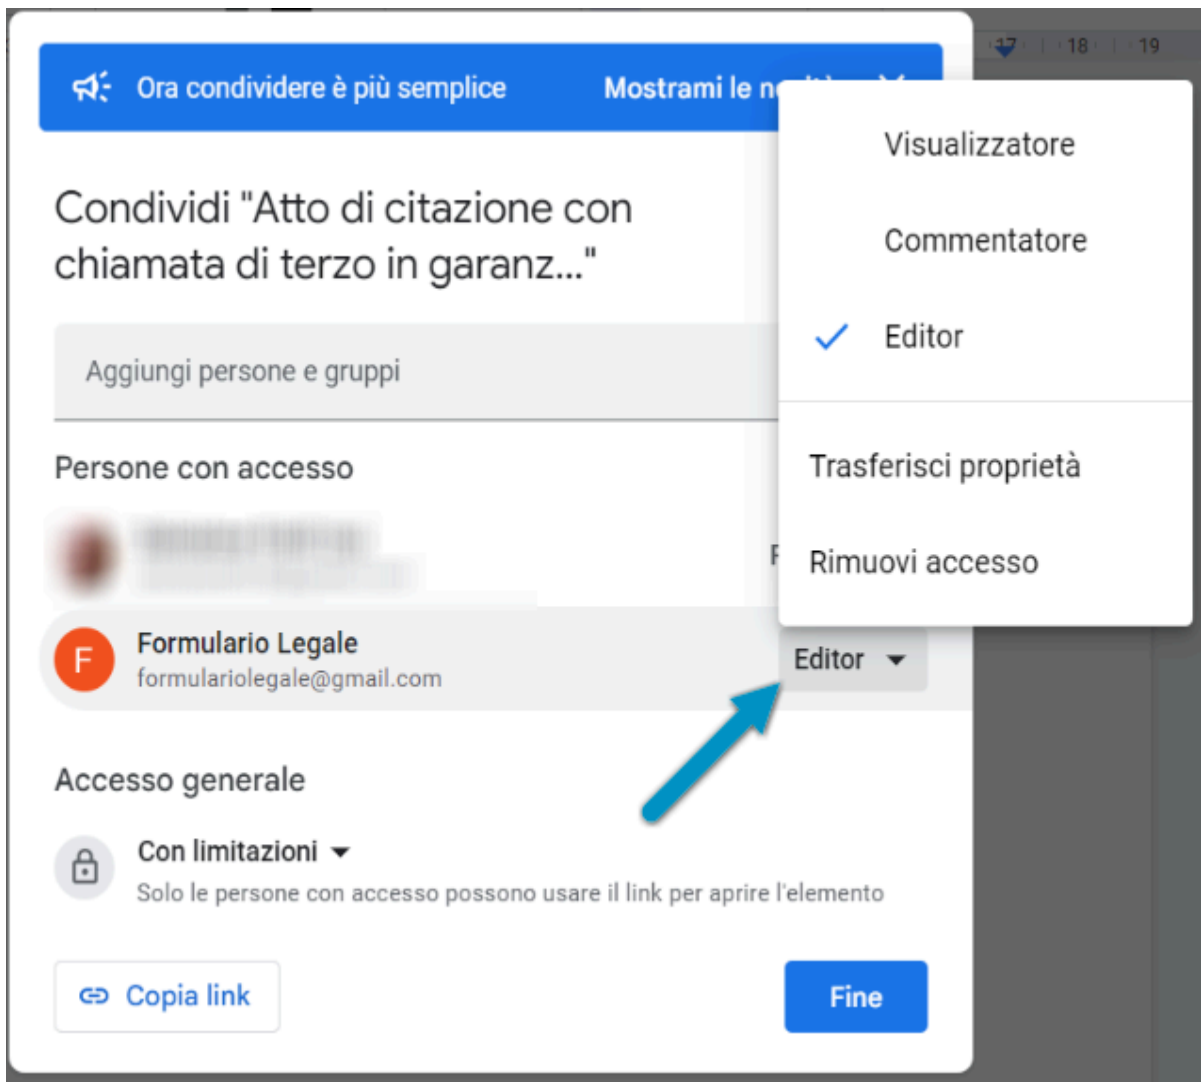 17 18 19
Ora condividere è più semplice Mostrami le
Visualizzatore
Condividi "Atto di citazione con
chiamata di terzo in garanz..."
Commentatore
Editor
Aggiungi persone e gruppi
Persone con accesso
Trasferisci proprietà
Rimuovi accesso
F
Formulario Legale
formulariolegale@gmail.com
Editor
Accesso generale
Con limitazioni
Solo le persone con accesso possono usare il link per aprire l'elemento
Copia link
Fine